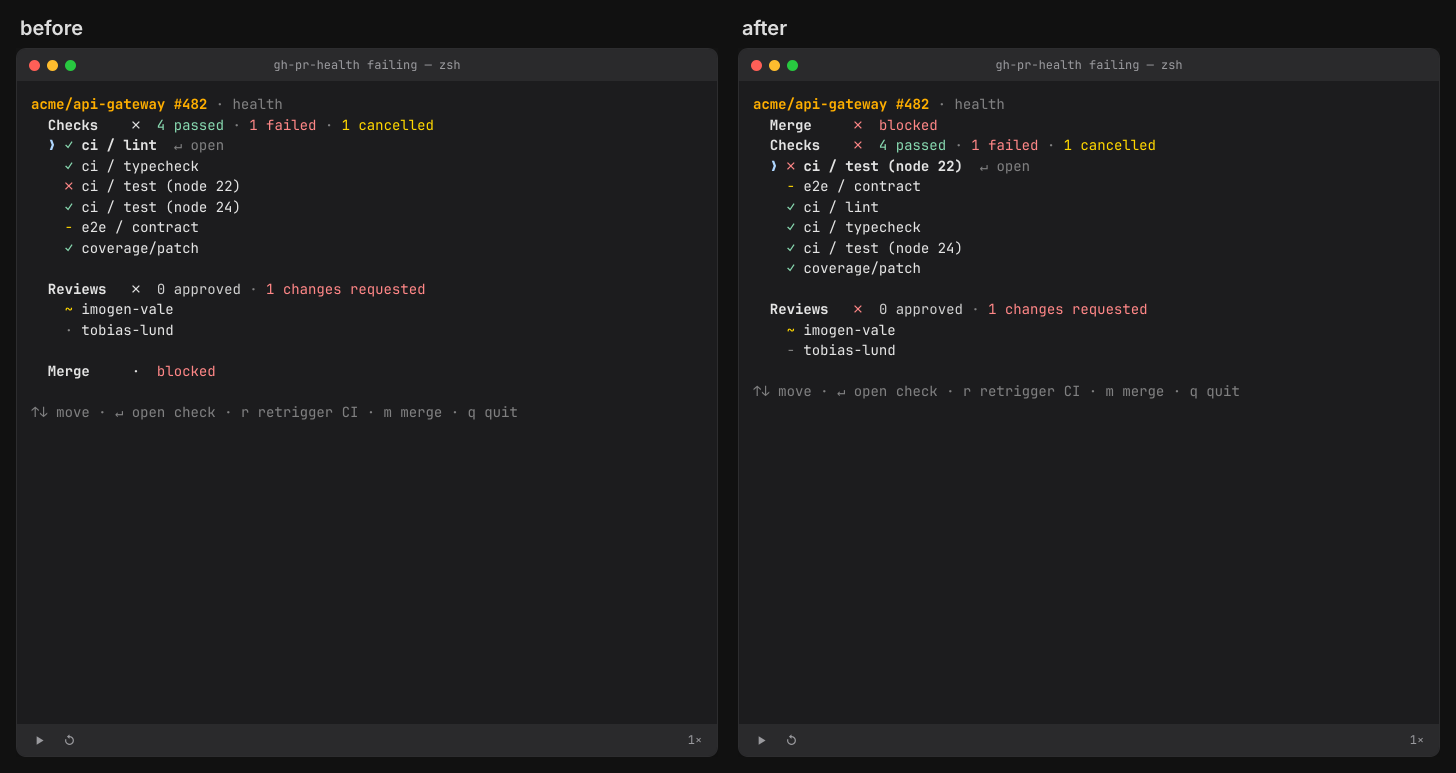 before
gh-pr-health failing — zsh
acme/api-gateway #482 · health
Checks ✕ 4 passed · 1 failed · 1 cancelled
❯ ✓ ci / lint ↵ open
✓ ci / typecheck
✕ ci / test (node 22)
✓ ci / test (node 24)
- e2e / contract
✓ coverage/patch
Reviews ✕ 0 approved · 1 changes requested
~ imogen-vale
· tobias-lund
Merge · blocked
↑↓ move · ↵ open check · r retrigger CI · m merge · q quit
1×
after
gh-pr-health failing — zsh
acme/api-gateway #482 · health
Merge ✕ blocked
Checks ✕ 4 passed · 1 failed · 1 cancelled
❯ ✕ ci / test (node 22) ↵ open
- e2e / contract
✓ ci / lint
✓ ci / typecheck
✓ ci / test (node 24)
✓ coverage/patch
Reviews ✕ 0 approved · 1 changes requested
~ imogen-vale
- tobias-lund
↑↓ move · ↵ open check · r retrigger CI · m merge · q quit
1×